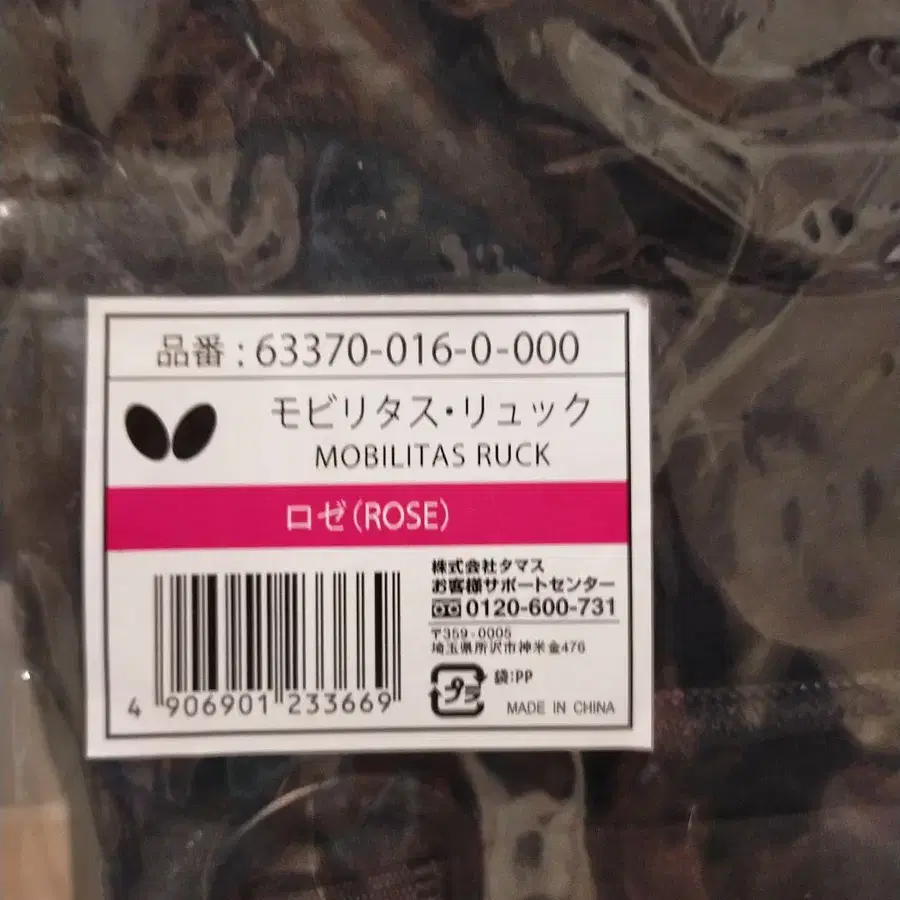 品番 : 63370-016-0-000
モビリタス・リュック
MOBILITAS RUCK
ロゼ(ROSE)
株式会社タマス
お客様サポートセンター
0120-600-731
〒359-0005
埼玉県所沢市神米金476
プラ
袋:PP
MADE IN CHINA
4 906901 233669